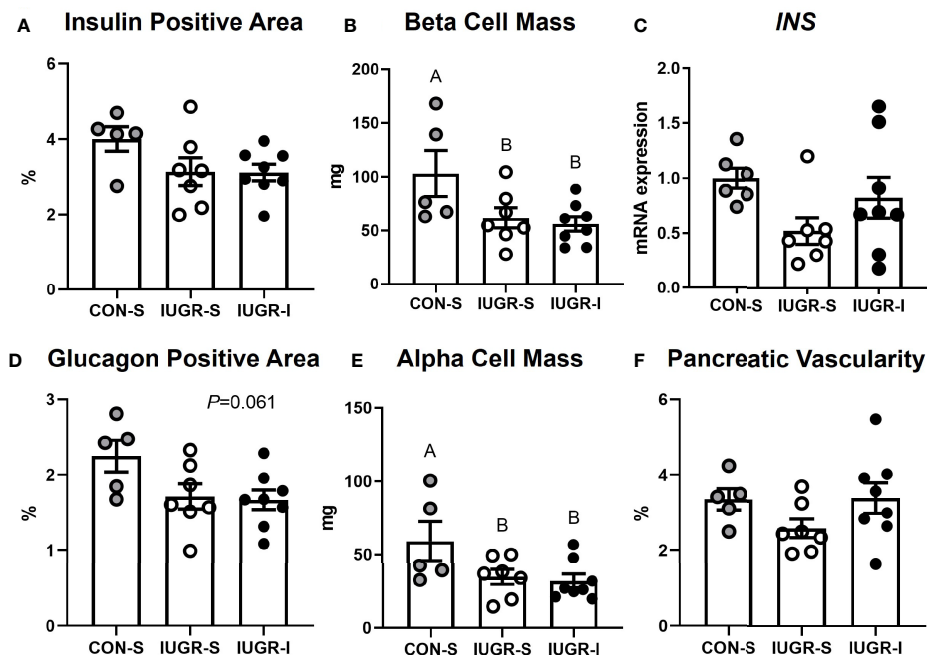 A Insulin Positive Area
6
4
2
0
%
CON-S IUGR-S IUGR-I
B Beta Cell Mass
200
150
100
50
0
mg
A
B
B
CON-S IUGR-S IUGR-I
C INS
2.0
1.5
1.0
0.5
0.0
mRNA expression
CON-S IUGR-S IUGR-I
D Glucagon Positive Area
3
2
1
0
%
P=0.061
CON-S IUGR-S IUGR-I
E Alpha Cell Mass
150
100
50
0
mg
A
B
B
CON-S IUGR-S IUGR-I
F Pancreatic Vascularity
6
4
2
0
%
CON-S IUGR-S IUGR-I